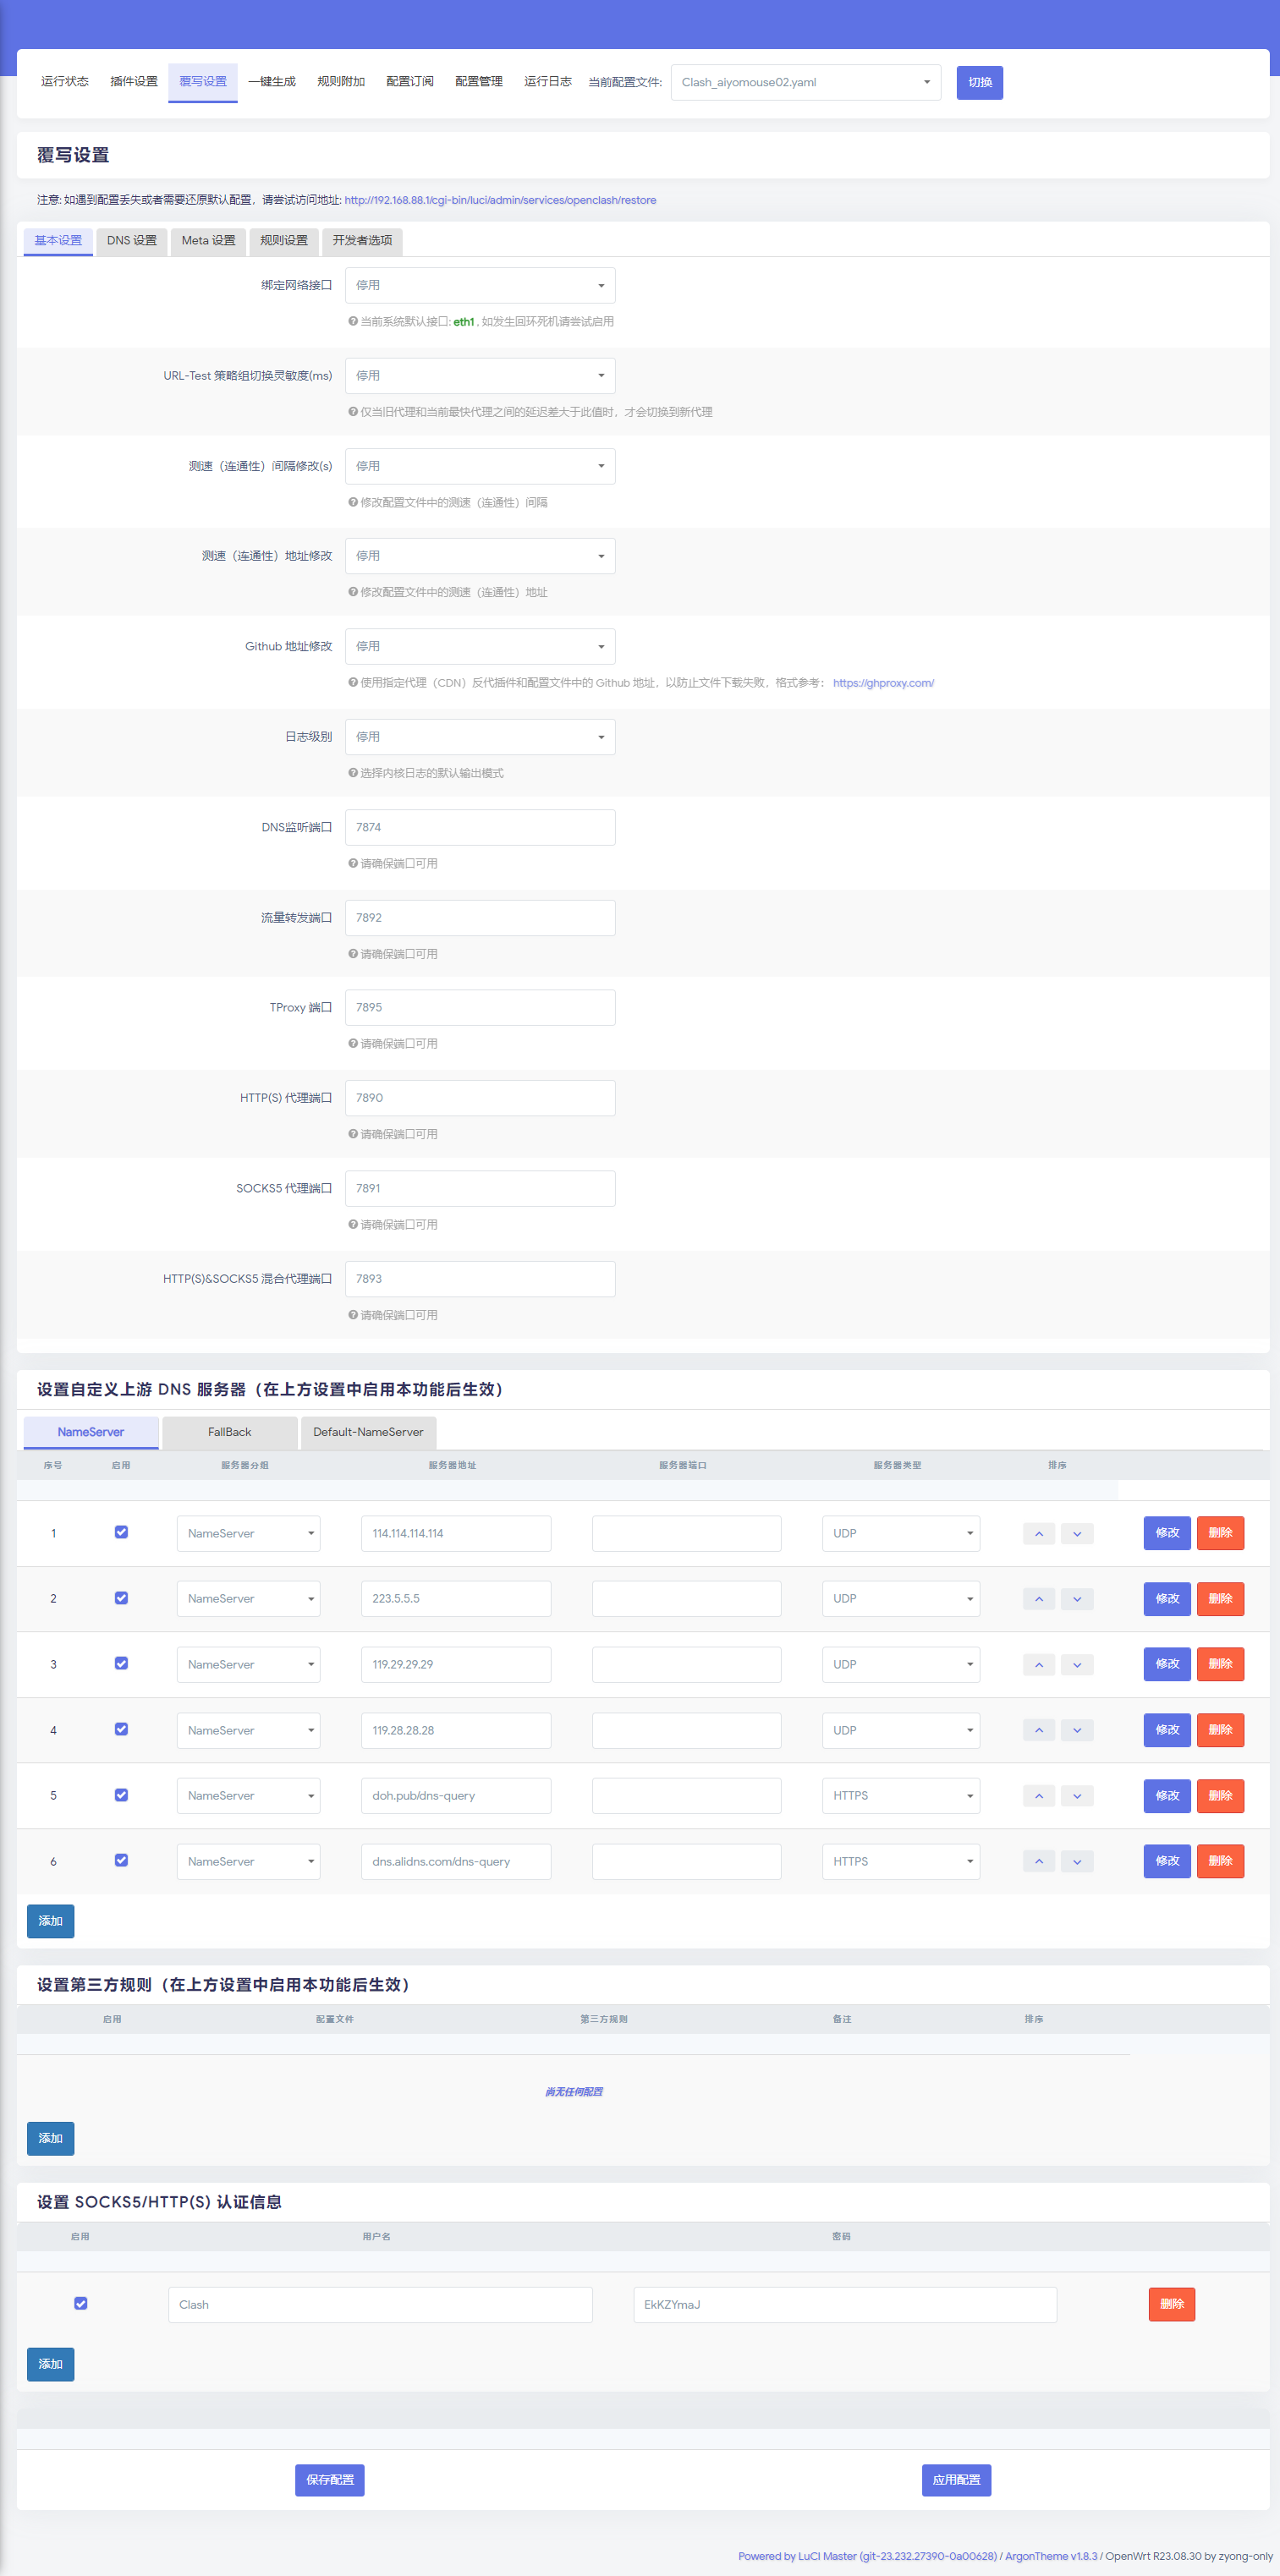 运行状态 插件设置 覆写设置 一键生成 规则附加 配置订阅 配置管理 运行日志 当前配置文件: Clash_aiyomouse02.yaml 切换
覆写设置
注意: 如遇到配置丢失或者需要还原默认配置，请尝试访问地址: http://192.168.88.1/cgi-bin/luci/admin/services/openclash/restore
基本设置 DNS 设置 Meta 设置 规则设置 开发者选项
绑定网络接口 停用
当前系统默认接口: eth1 , 如发生回环死机请尝试启用
URL-Test 策略组切换灵敏度(ms) 停用
仅当旧代理和当前最快代理之间的延迟差大于此值时，才会切换到新代理
测速（连通性）间隔修改(s) 停用
修改配置文件中的测速（连通性）间隔
测速（连通性）地址修改 停用
修改配置文件中的测速（连通性）地址
Github 地址修改 停用
使用指定代理（CDN）反代插件和配置文件中的 Github 地址，以防止文件下载失败，格式参考： https://ghproxy.com/
日志级别 停用
选择内核日志的默认输出模式
DNS监听端口 7874
请确保端口可用
流量转发端口 7892
请确保端口可用
TProxy 端口 7895
请确保端口可用
HTTP(S) 代理端口 7890
请确保端口可用
SOCKS5 代理端口 7891
请确保端口可用
HTTP(S)&SOCKS5 混合代理端口 7893
请确保端口可用
设置自定义上游 DNS 服务器（在上方设置中启用本功能后生效）
NameServer FallBack Default-NameServer
序号 启用 服务器分组 服务器地址 服务器端口 服务器类型 排序
1 NameServer 114.114.114.114 UDP 修改 删除
2 NameServer 223.5.5.5 UDP 修改 删除
3 NameServer 119.29.29.29 UDP 修改 删除
4 NameServer 119.28.28.28 UDP 修改 删除
5 NameServer doh.pub/dns-query HTTPS 修改 删除
6 NameServer dns.alidns.com/dns-query HTTPS 修改 删除
添加
设置第三方规则（在上方设置中启用本功能后生效）
启用 配置文件 第三方规则 备注 排序
尚无任何配置
添加
设置 SOCKS5/HTTP(S) 认证信息
启用 用户名 密码
Clash EkKZYmaJ 删除
添加
保存配置 应用配置
Powered by LuCI Master (git-23.232.27390-0a00628) / ArgonTheme v1.8.3 / OpenWrt R23.08.30 by zyong-only